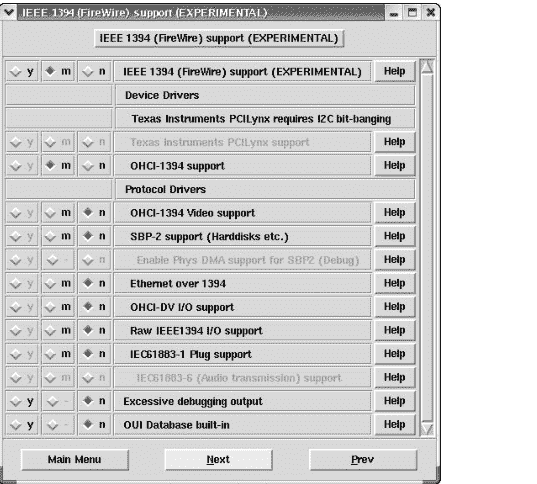 IEEE 1394 (FireWire) support (EXPERIMENTAL)
IEEE 1394 (FireWire) support (EXPERIMENTAL)
y m n IEEE 1394 (FireWire) support (EXPERIMENTAL) Help
Device Drivers
Texas Instruments PCILynx requires I2C bit-banging
y m n Texas Instruments PCILynx support Help
y m n OHCI-1394 support Help
Protocol Drivers
y m n OHCI-1394 Video support Help
y m n SBP-2 support (Harddisks etc.) Help
y - n Enable Phys DMA support for SBP2 (Debug) Help
y m n Ethernet over 1394 Help
y m n OHCI-DV I/O support Help
y m n Raw IEEE1394 I/O support Help
y m n IEC61883-1 Plug support Help
y m n IEC61883-6 (Audio transmission) support Help
y - n Excessive debugging output Help
y - n OUI Database built-in Help
Main Menu Next Prev